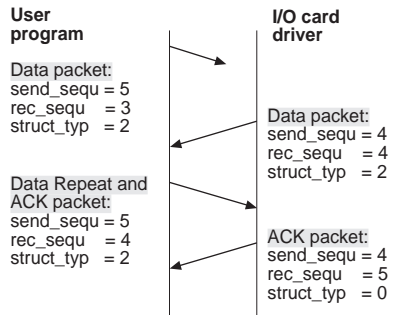 User
program
I/O card
driver
Data packet:
send_sequ = 5
rec_sequ = 3
struct_typ = 2
Data packet:
send_sequ = 4
rec_sequ = 4
struct_typ = 2
Data Repeat and
ACK packet:
send_sequ = 5
rec_sequ = 4
struct_typ = 2
ACK packet:
send_sequ = 4
rec_sequ = 5
struct_typ = 0